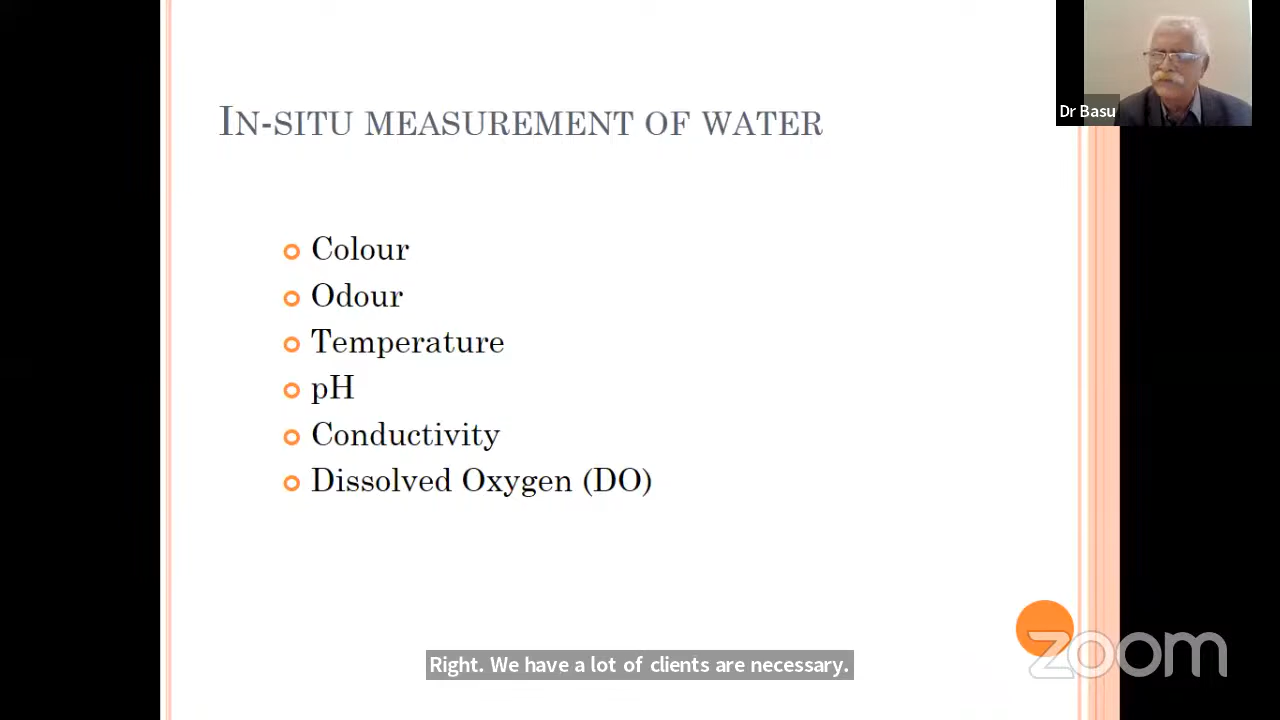 IN-SITU MEASUREMENT OF WATER
Dr Basu
Colour
Odour
Temperature
pH
Conductivity
Dissolved Oxygen (DO)
Right. We have a lot of clients are necessary.
zoom